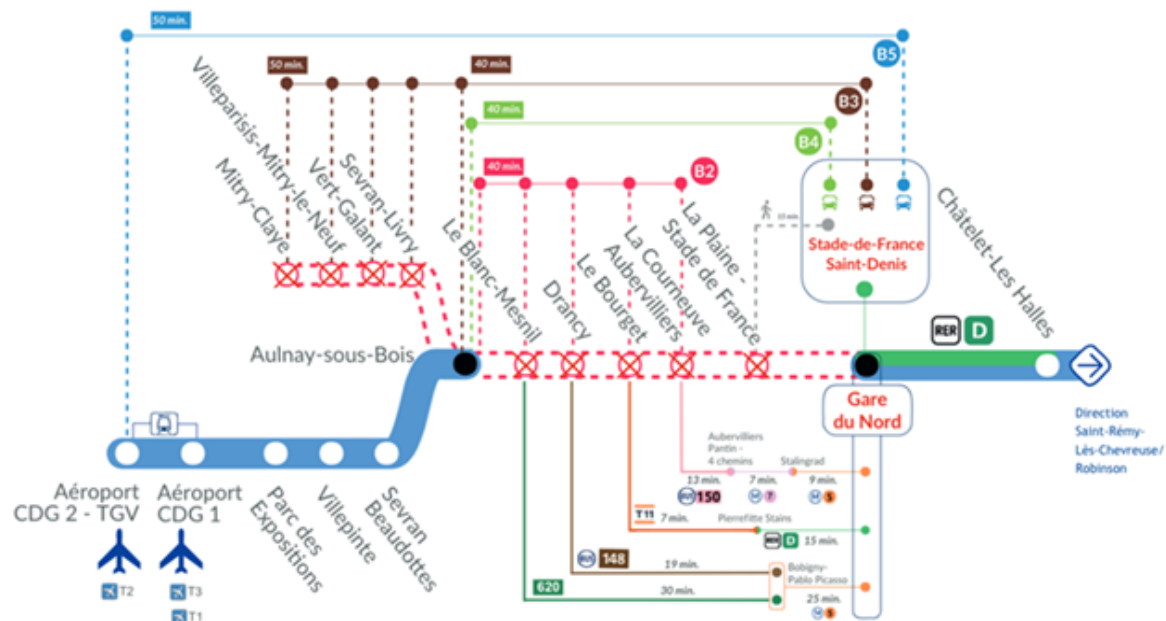 50 min.
B5
50 min.
40 min.
B3
40 min.
B4
40 min.
B2
Mitry-Claye
Villeparisis-Mitry-le-Neuf
Vert-Galant
Sevran-Livry
Le Blanc-Mesnil
Drancy
Le Bourget
La Courneuve
Aubervilliers
La Plaine -
Stade de France
15 min.
Stade-de-France
Saint-Denis
Châtelet-Les Halles
RER D
Aulnay-sous-Bois
Gare
du Nord
Direction
Saint-Rémy-
Lès-Chevreuse/
Robinson
Aéroport
CDG 2 - TGV
T2
Aéroport
CDG 1
T3
T1
Parc des
Expositions
Villepinte
Sevran
Beaudottes
Aubervilliers
Pantin -
4 chemins
Stalingrad
13 min.
7 min.
9 min.
BUS 150
M 7
M 5
T11
7 min.
Pierrefitte Stains
RER D
15 min.
BUS 148
19 min.
Bobigny-
Pablo Picasso
620
30 min.
25 min.
M 5